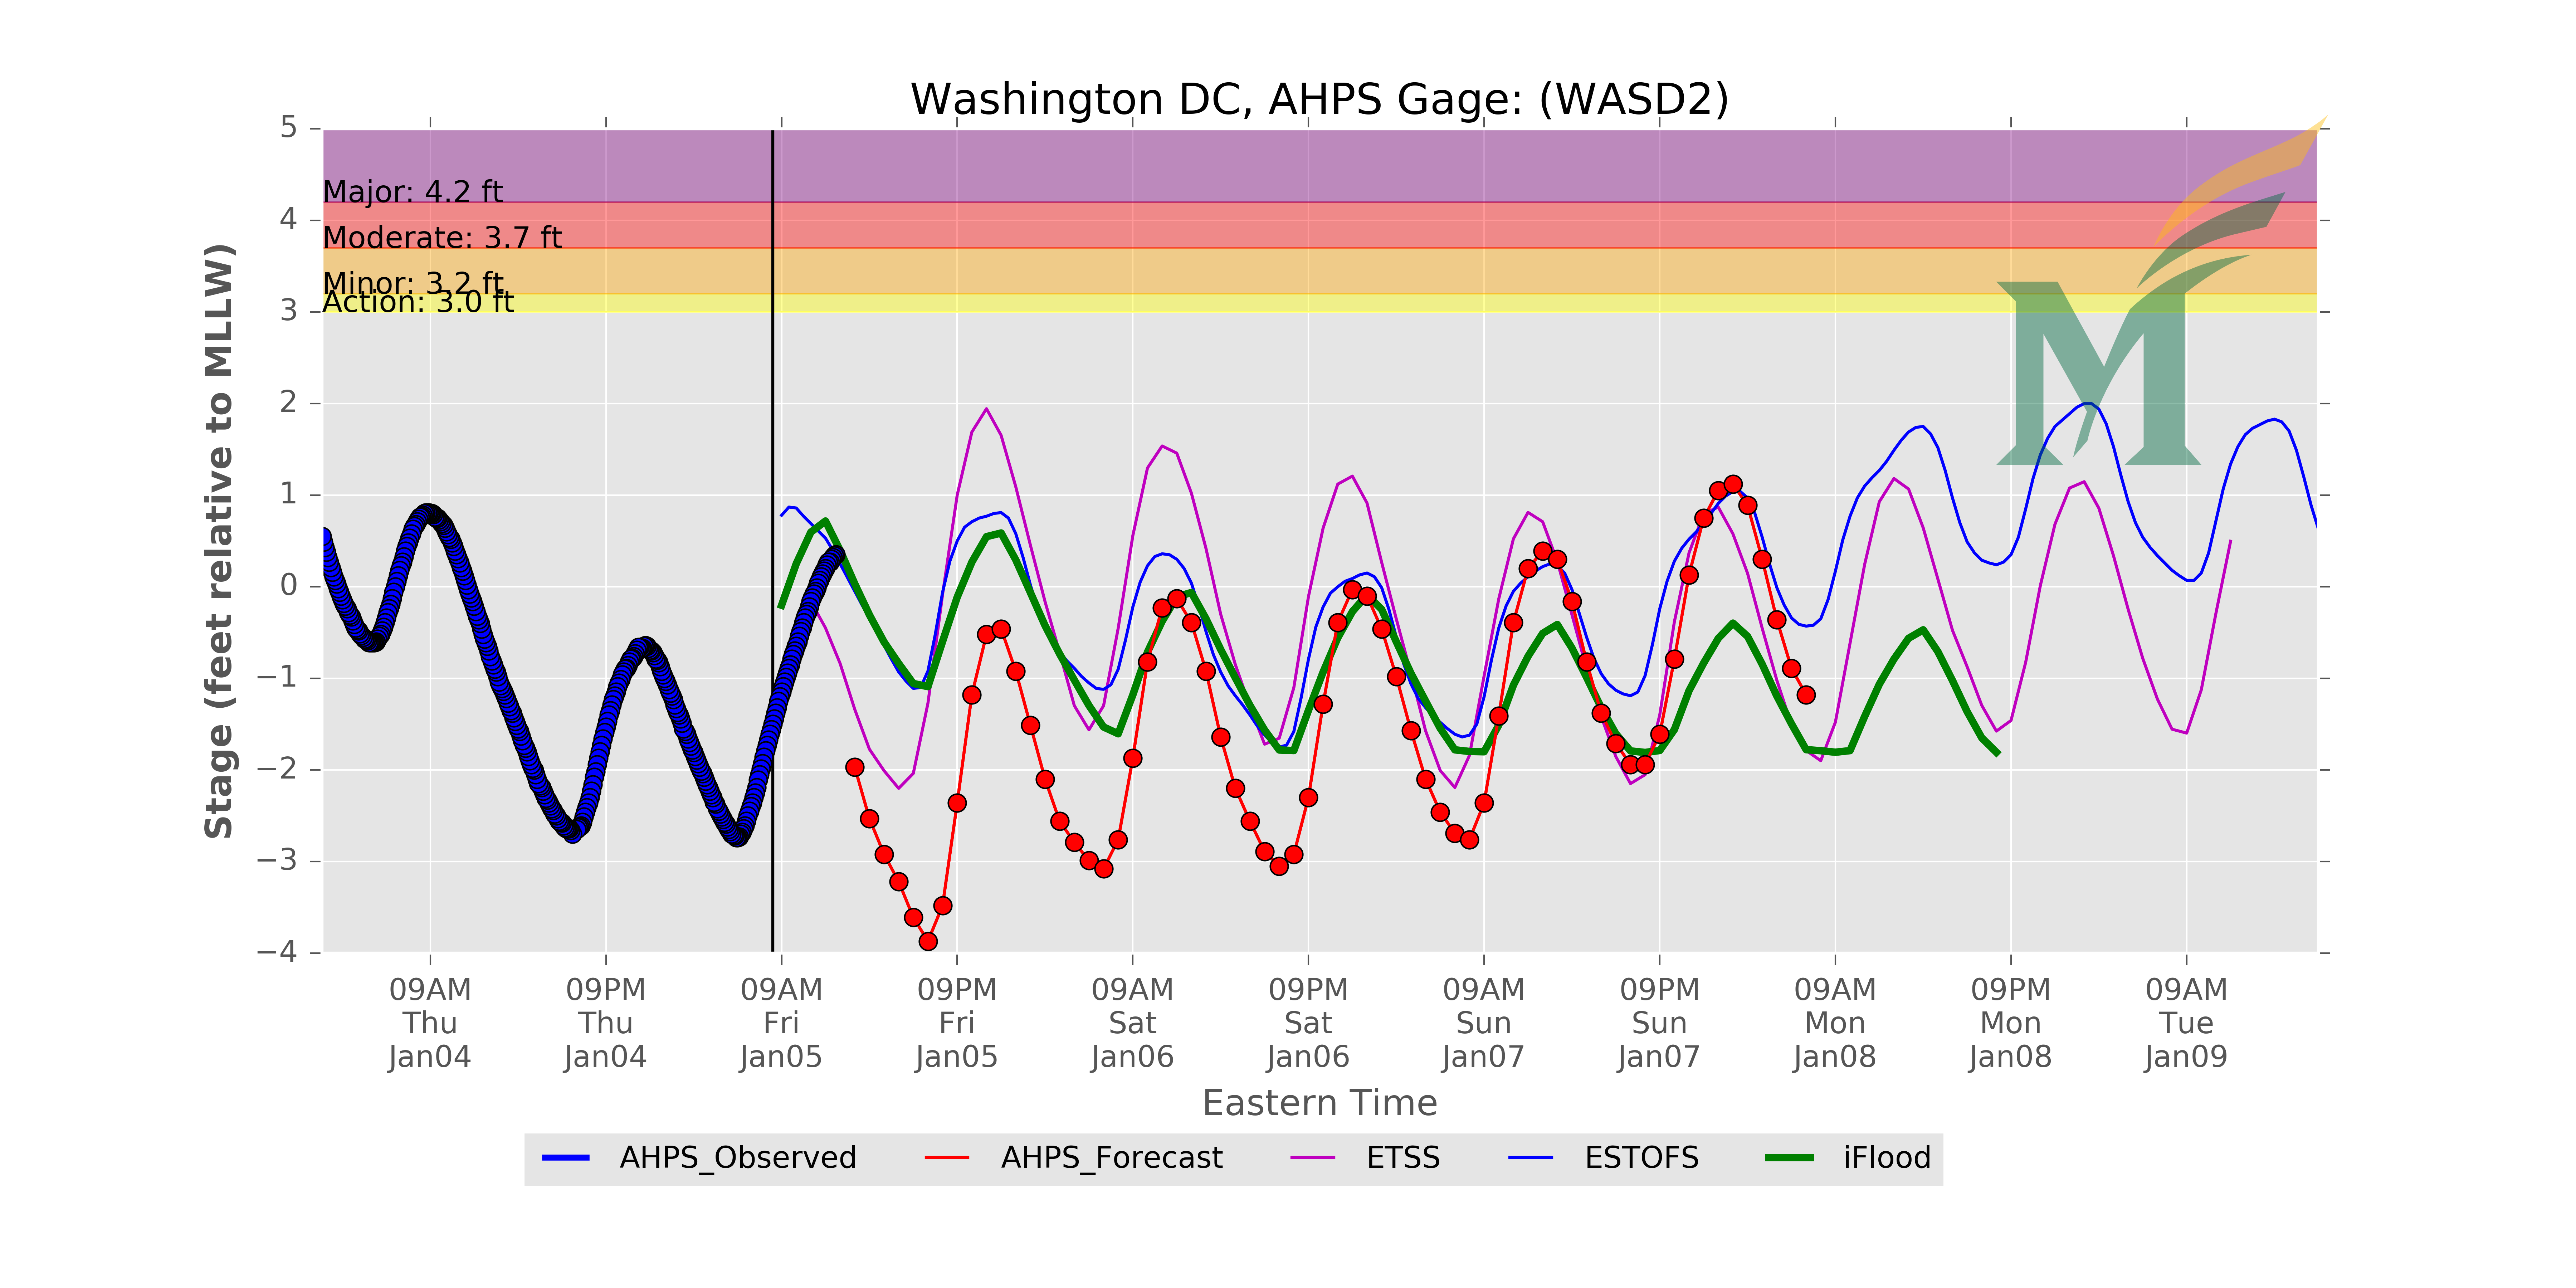 Washington DC, AHPS Gage: (WASD2)
Stage (feet relative to MLLW)
5
4
3
2
1
0
−1
−2
−3
−4
Major: 4.2 ft
Moderate: 3.7 ft
Minor: 3.2 ft
Action: 3.0 ft
M
09AM Thu Jan04
09PM Thu Jan04
09AM Fri Jan05
09PM Fri Jan05
09AM Sat Jan06
09PM Sat Jan06
09AM Sun Jan07
09PM Sun Jan07
09AM Mon Jan08
09PM Mon Jan08
09AM Tue Jan09
Eastern Time
AHPS_Observed AHPS_Forecast ETSS ESTOFS iFlood